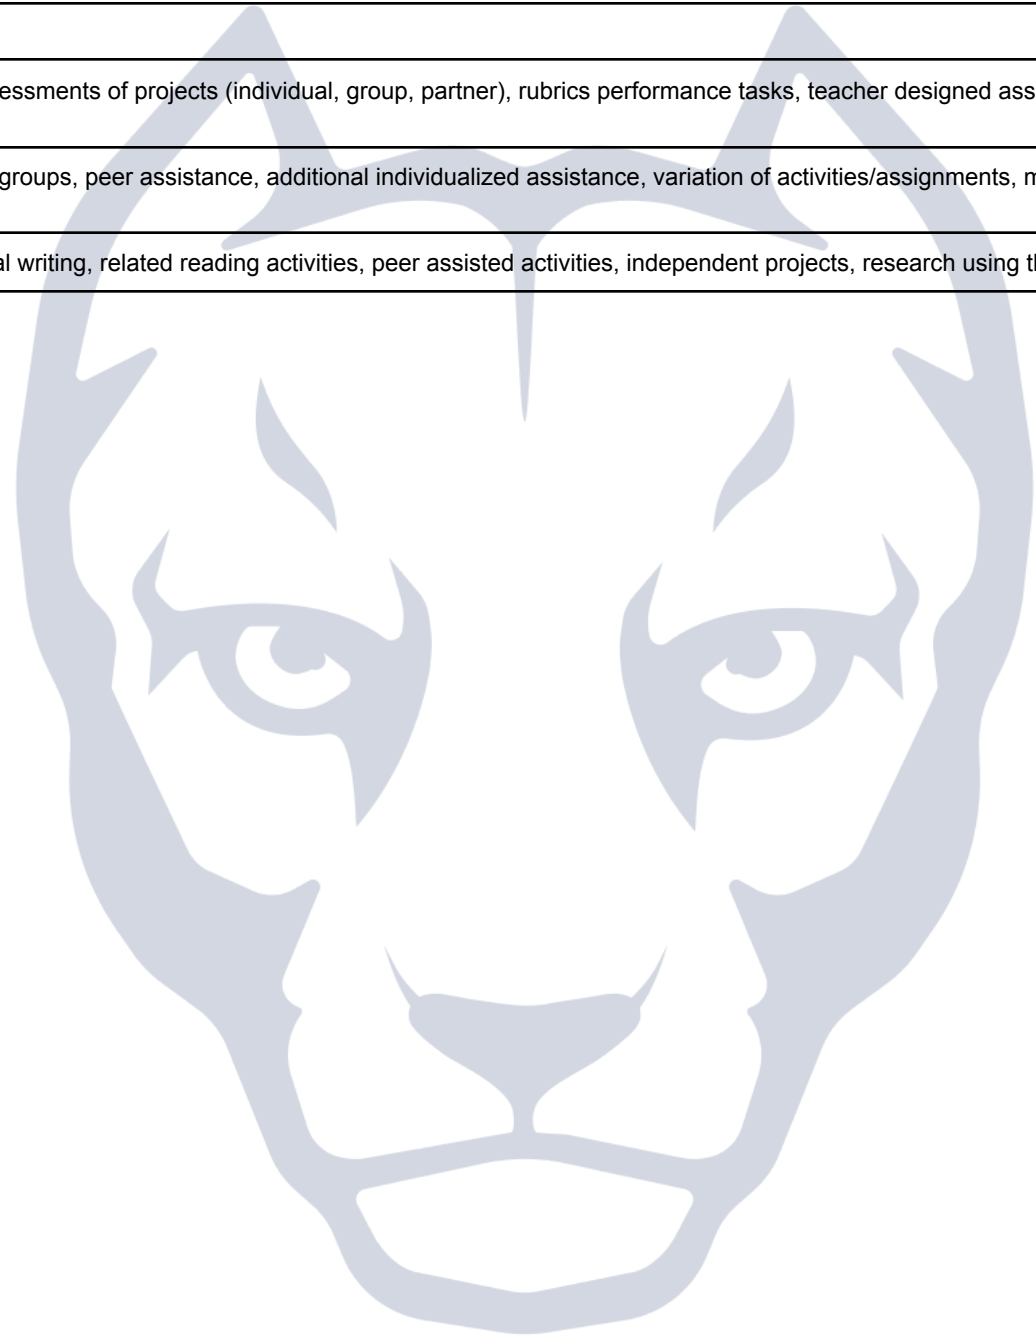 essments of projects (individual, group, partner), rubrics performance tasks, teacher designed ass
groups, peer assistance, additional individualized assistance, variation of activities/assignments, m
al writing, related reading activities, peer assisted activities, independent projects, research using th